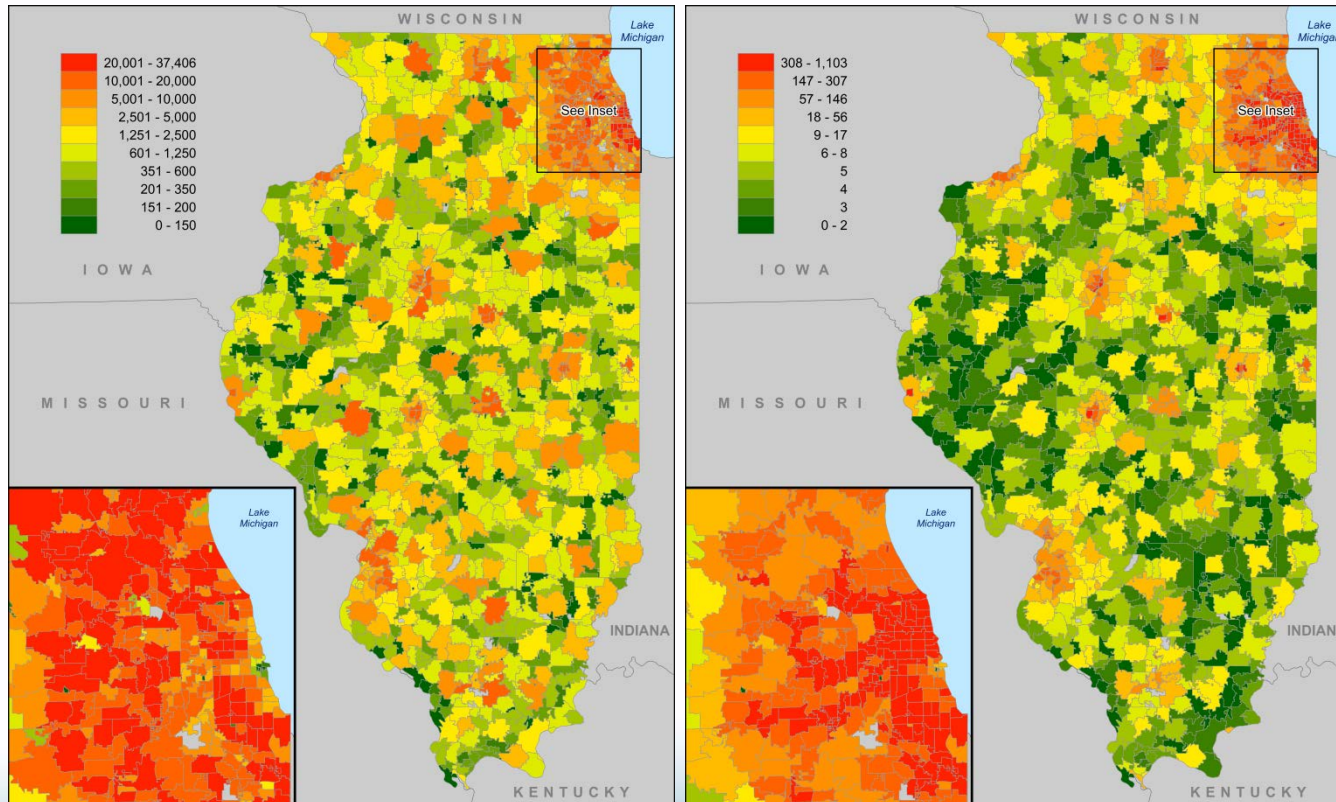 WISCONSIN
Lake
Michigan
20,001 - 37,406
10,001 - 20,000
5,001 - 10,000
2,501 - 5,000
1,251 - 2,500
601 - 1,250
351 - 600
201 - 350
151 - 200
0 - 150
See Inset
IOWA
MISSOURI
INDIANA
KENTUCKY
Lake
Michigan
WISCONSIN
Lake
Michigan
308 - 1,103
147 - 307
57 - 146
18 - 56
9 - 17
6 - 8
5
4
3
0 - 2
See Inset
IOWA
MISSOURI
INDIAN
KENTUCKY
Lake
Michigan